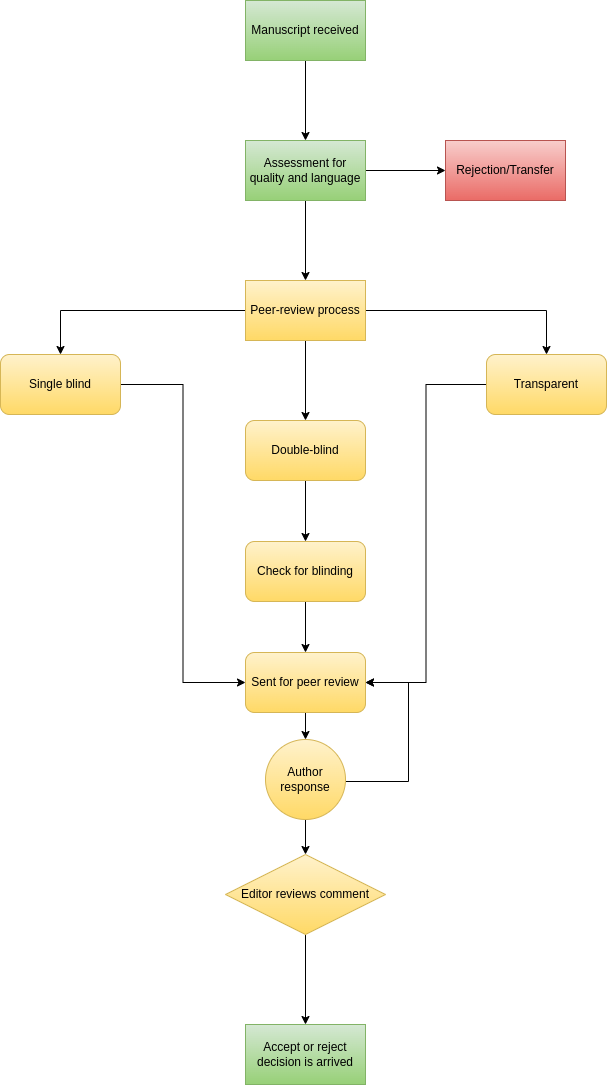 Manuscript received
Assessment for
quality and language
Rejection/Transfer
Peer-review process
Single blind
Transparent
Double-blind
Check for blinding
Sent for peer review
Author
response
Editor reviews comment
Accept or reject
decision is arrived